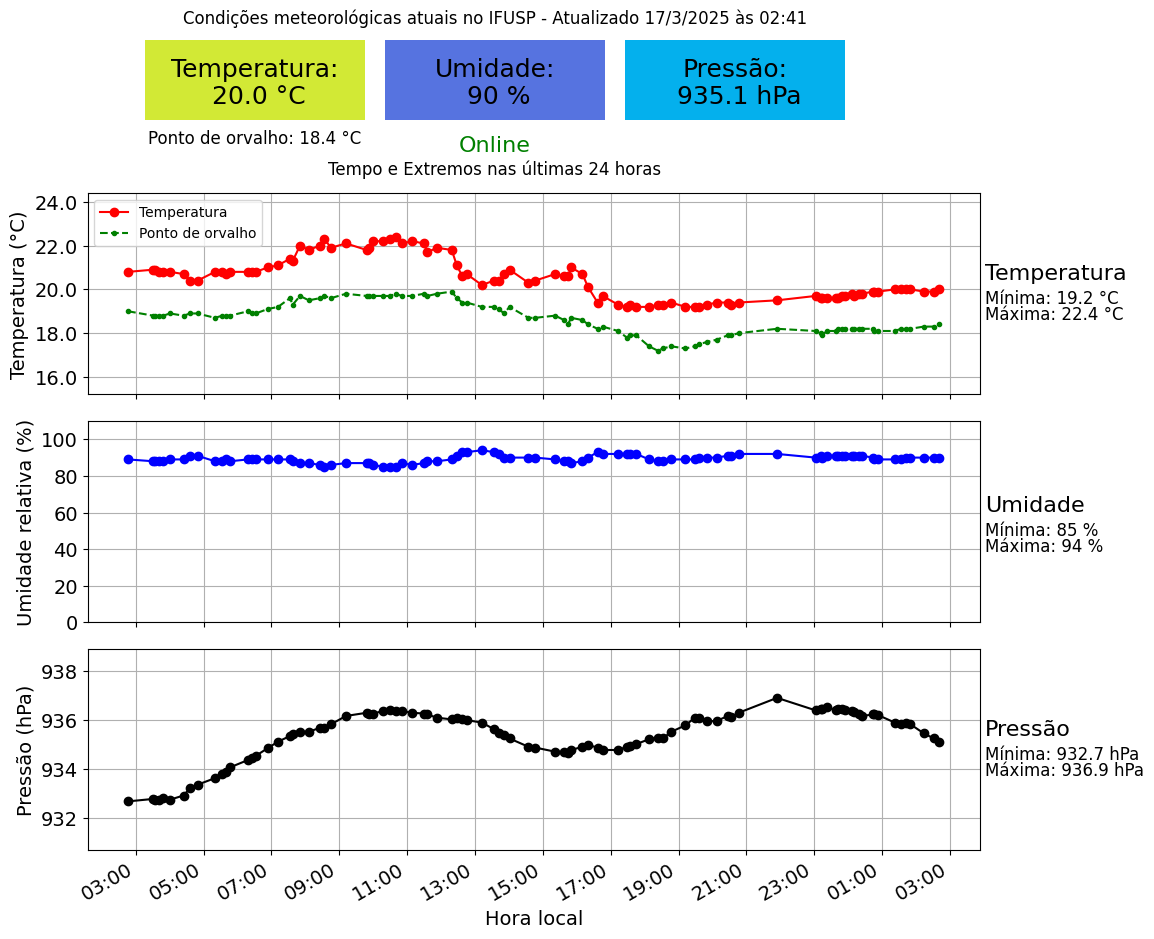 Condições meteorológicas atuais no IFUSP - Atualizado 17/3/2025 às 02:41
Temperatura:
20.0 °C
Umidade:
90 %
Pressão:
935.1 hPa
Ponto de orvalho: 18.4 °C
Online
Tempo e Extremos nas últimas 24 horas
Temperatura (°C)
24.0
22.0
20.0
18.0
16.0
Temperatura
Ponto de orvalho
Temperatura
Mínima: 19.2 °C
Máxima: 22.4 °C
Umidade relativa (%)
100
80
60
40
20
0
Umidade
Mínima: 85 %
Máxima: 94 %
Pressão (hPa)
938
936
934
932
Pressão
Mínima: 932.7 hPa
Máxima: 936.9 hPa
03:00 05:00 07:00 09:00 11:00 13:00 15:00 17:00 19:00 21:00 23:00 01:00 03:00
Hora local